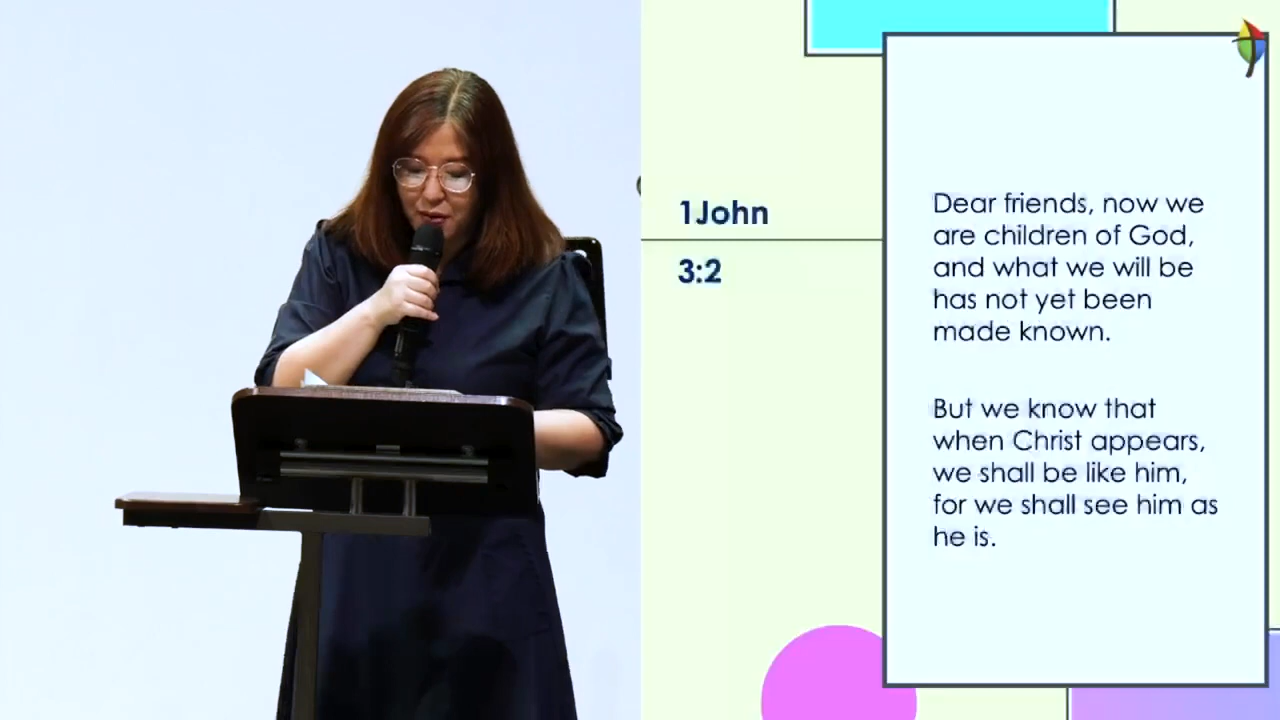 1John
3:2
Dear friends, now we
are children of God,
and what we will be
has not yet been
made known.
But we know that
when Christ appears,
we shall be like him,
for we shall see him as
he is.